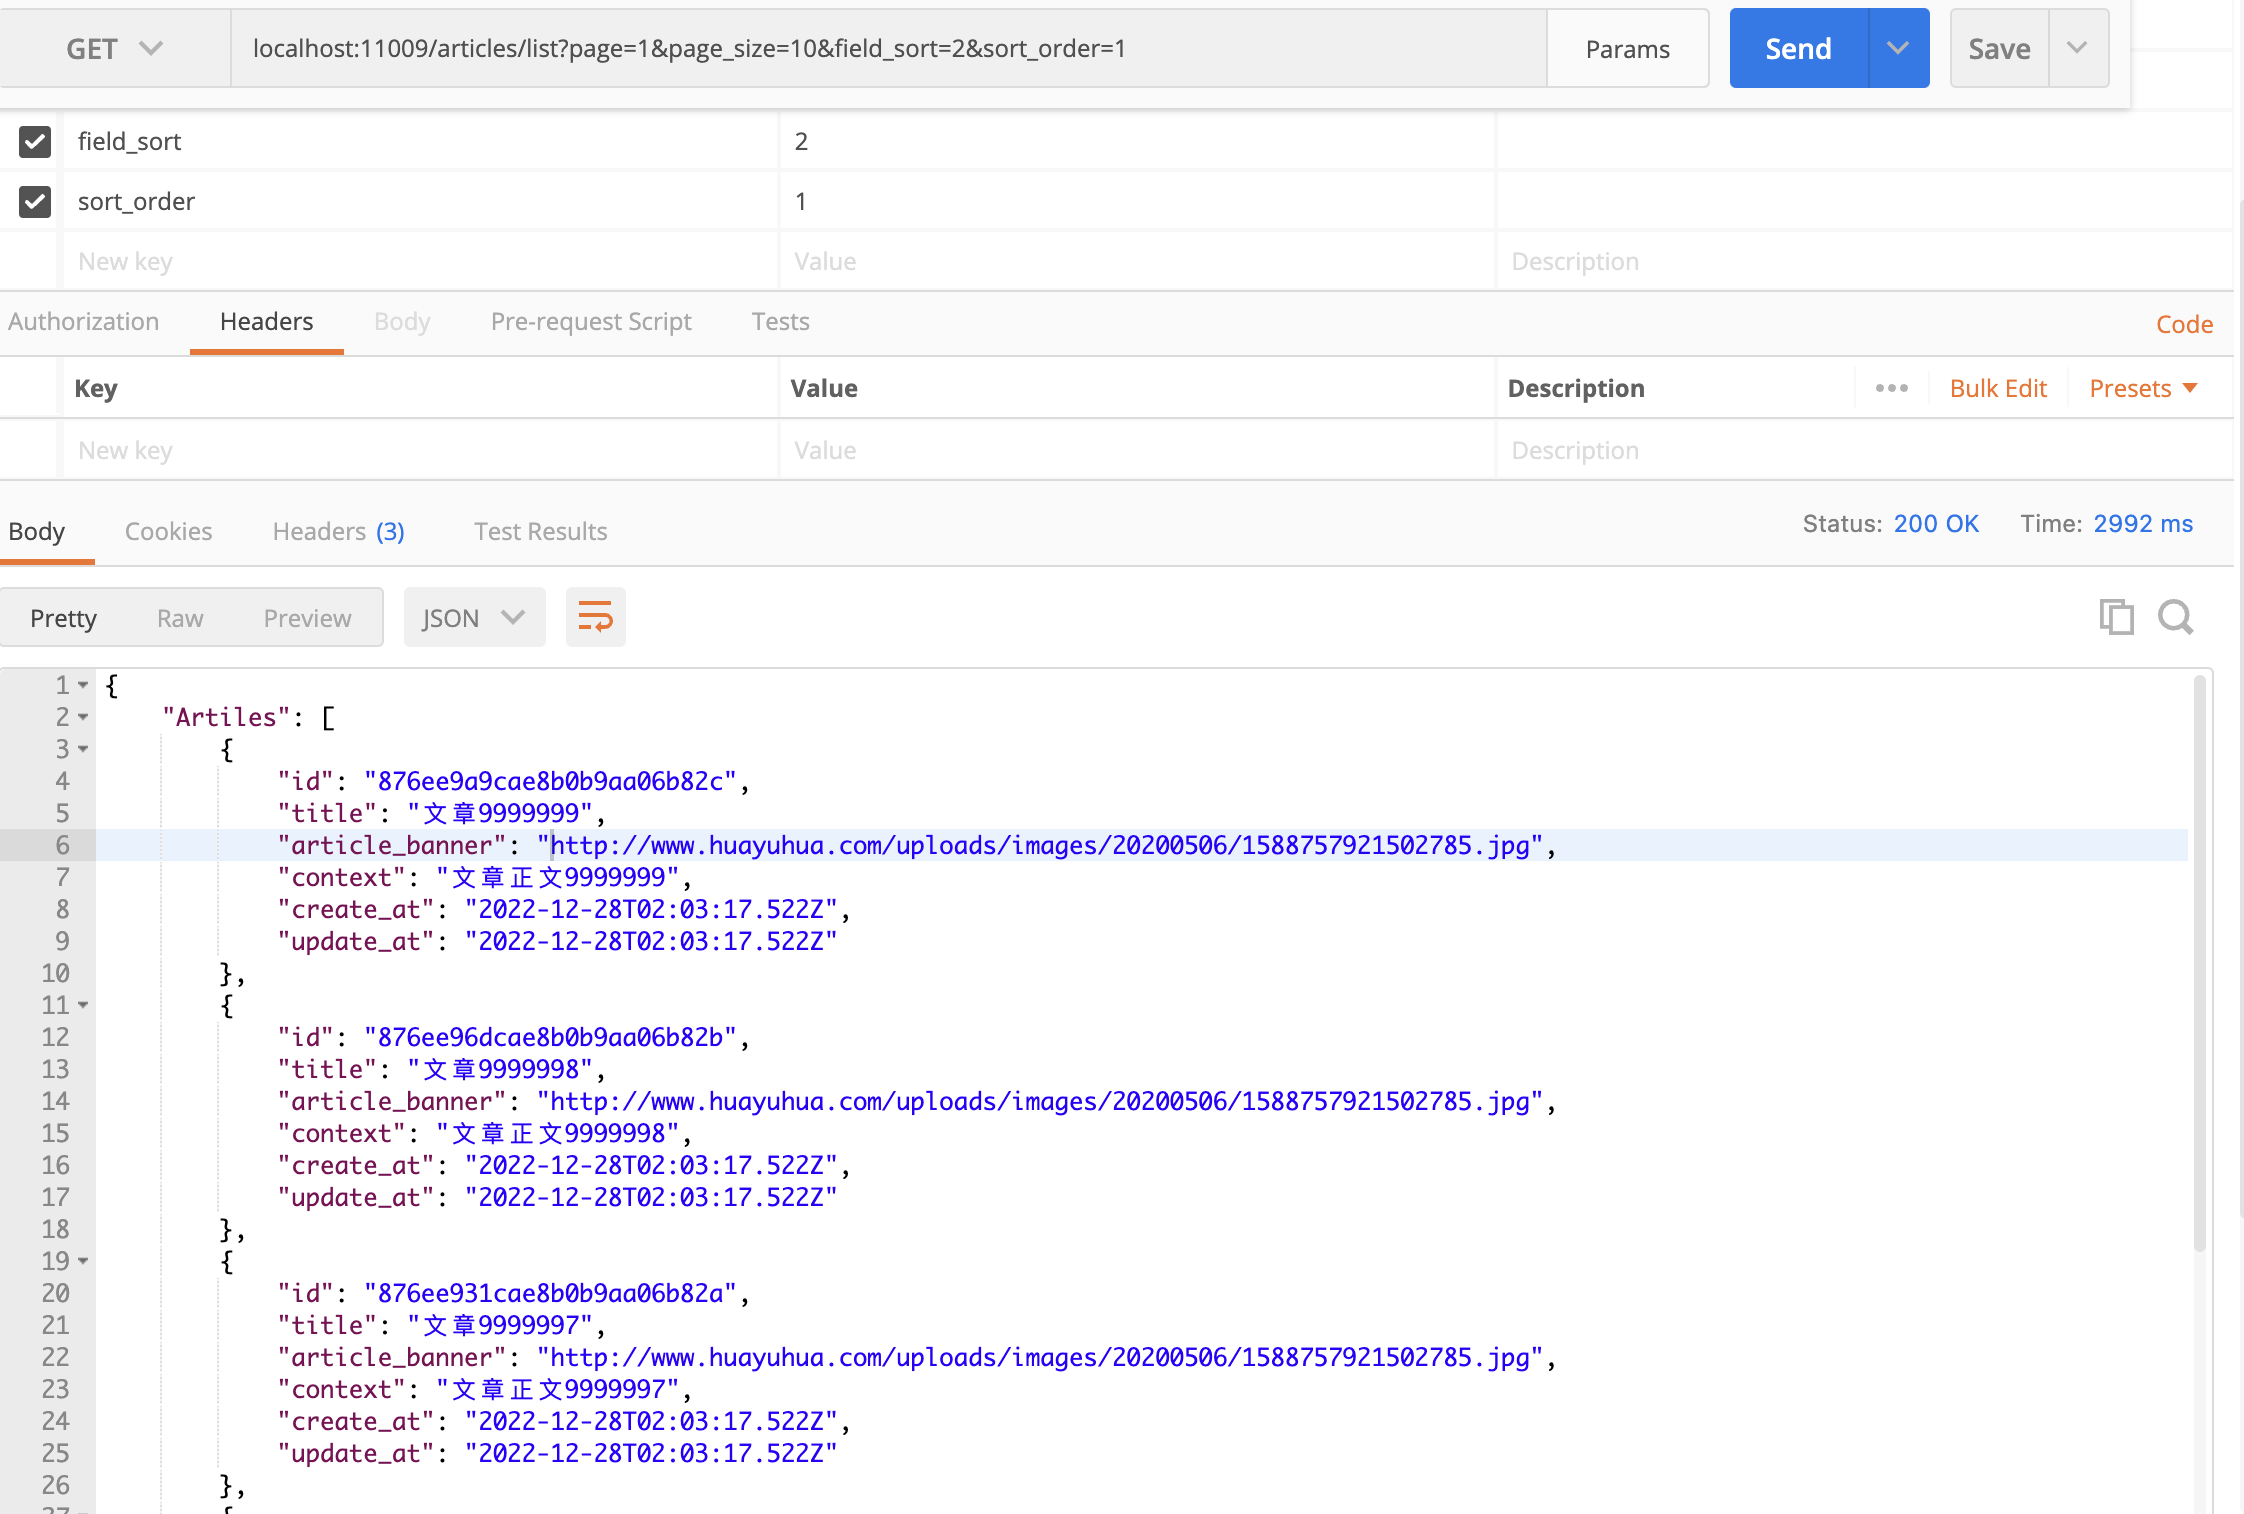 GET localhost:11009/articles/list?page=1&page_size=10&field_sort=2&sort_order=1 Params Send Save
field_sort 2
sort_order 1
New key Value Description
Authorization Headers Body Pre-request Script Tests Code
Key Value Description ••• Bulk Edit Presets
New key Value Description
Body Cookies Headers (3) Test Results Status: 200 OK Time: 2992 ms
Pretty Raw Preview JSON
1 {
2 "Artiles": [
3 {
4 "id": "876ee9a9cae8b0b9aa06b82c",
5 "title": "文章9999999",
6 "article_banner": "http://www.huayuhua.com/uploads/images/20200506/1588757921502785.jpg",
7 "context": "文章正文9999999",
8 "create_at": "2022-12-28T02:03:17.522Z",
9 "update_at": "2022-12-28T02:03:17.522Z"
10 },
11 {
12 "id": "876ee96dcae8b0b9aa06b82b",
13 "title": "文章9999998",
14 "article_banner": "http://www.huayuhua.com/uploads/images/20200506/1588757921502785.jpg",
15 "context": "文章正文9999998",
16 "create_at": "2022-12-28T02:03:17.522Z",
17 "update_at": "2022-12-28T02:03:17.522Z"
18 },
19 {
20 "id": "876ee931cae8b0b9aa06b82a",
21 "title": "文章9999997",
22 "article_banner": "http://www.huayuhua.com/uploads/images/20200506/1588757921502785.jpg",
23 "context": "文章正文9999997",
24 "create_at": "2022-12-28T02:03:17.522Z",
25 "update_at": "2022-12-28T02:03:17.522Z"
26 },